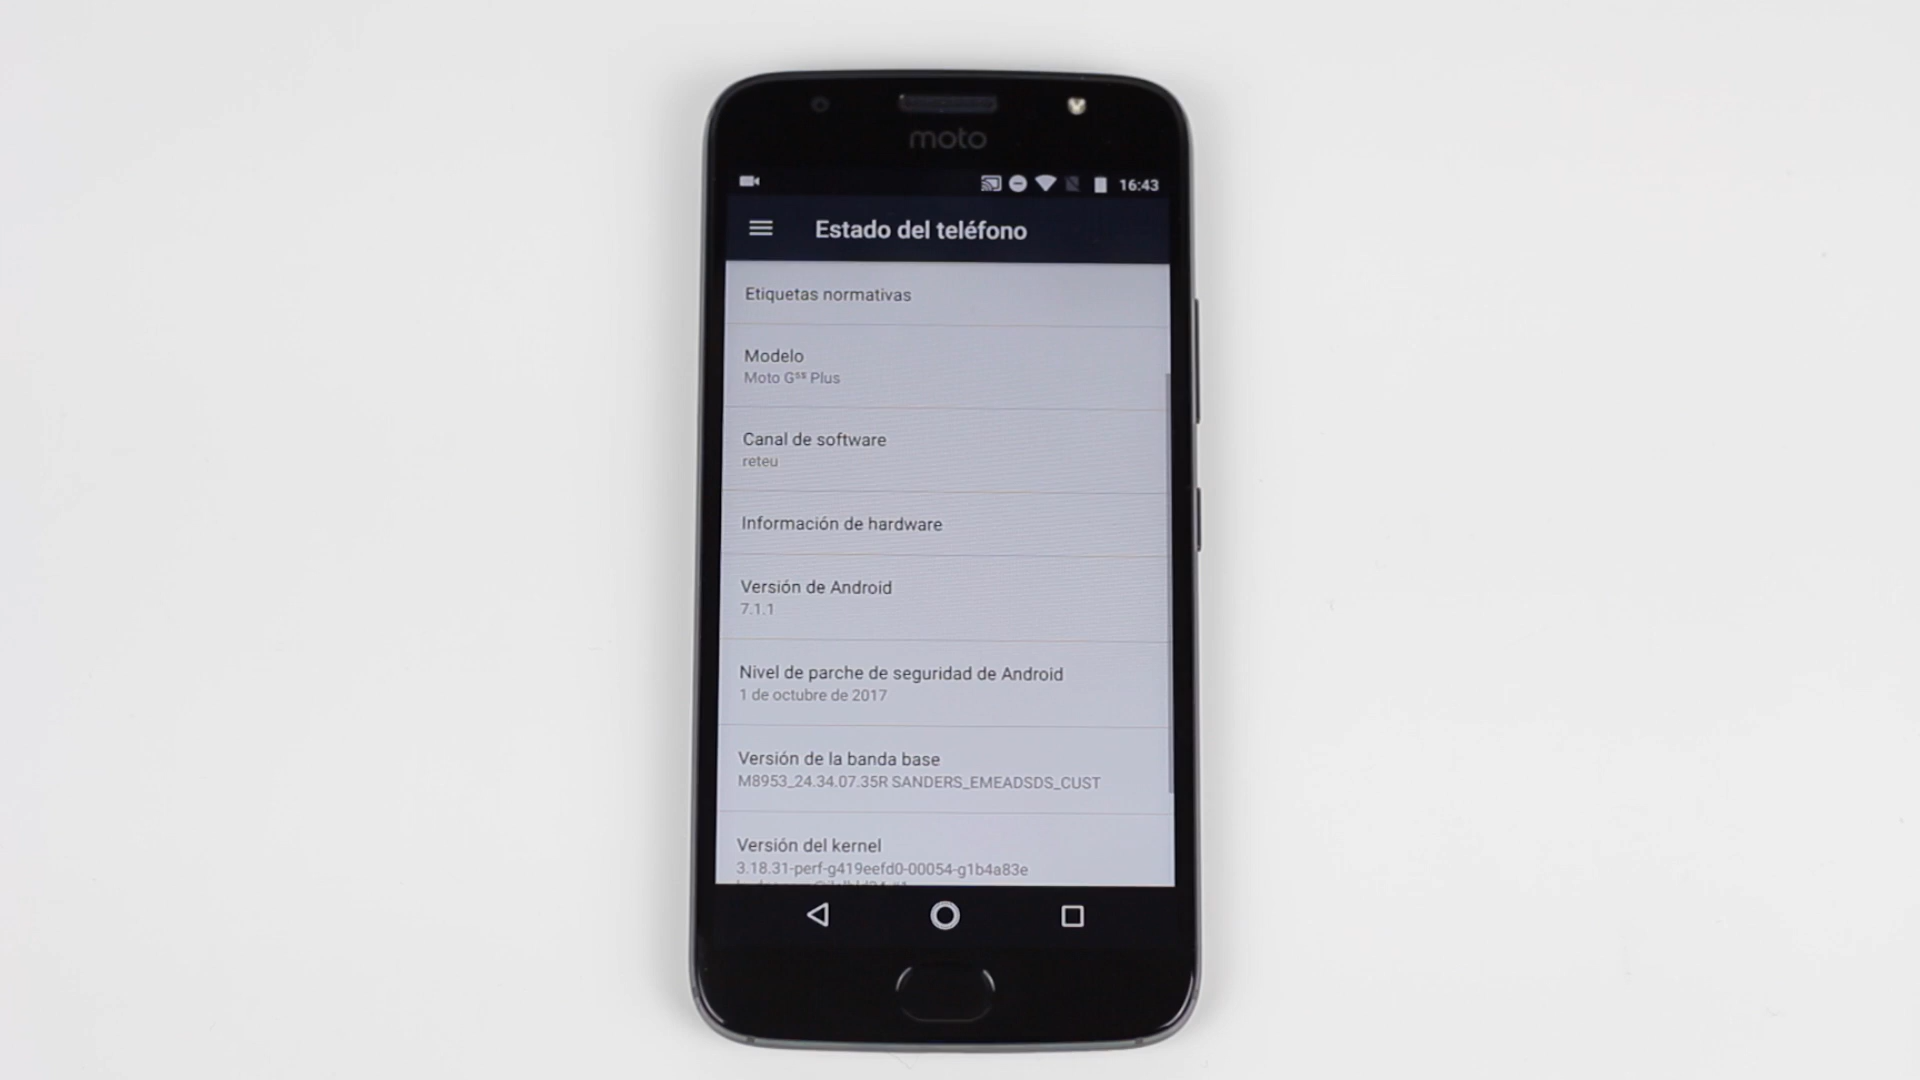 moto
16:43
Estado del teléfono
Etiquetas normativas
Modelo
Moto Gˢ⁵ Plus
Canal de software
reteu
Información de hardware
Versión de Android
7.1.1
Nivel de parche de seguridad de Android
1 de octubre de 2017
Versión de la banda base
M8953_24.34.07.35R SANDERS_EMEADSDS_CUST
Versión del kernel
3.18.31-perf-g419eefd0-00054-g1b4a83e